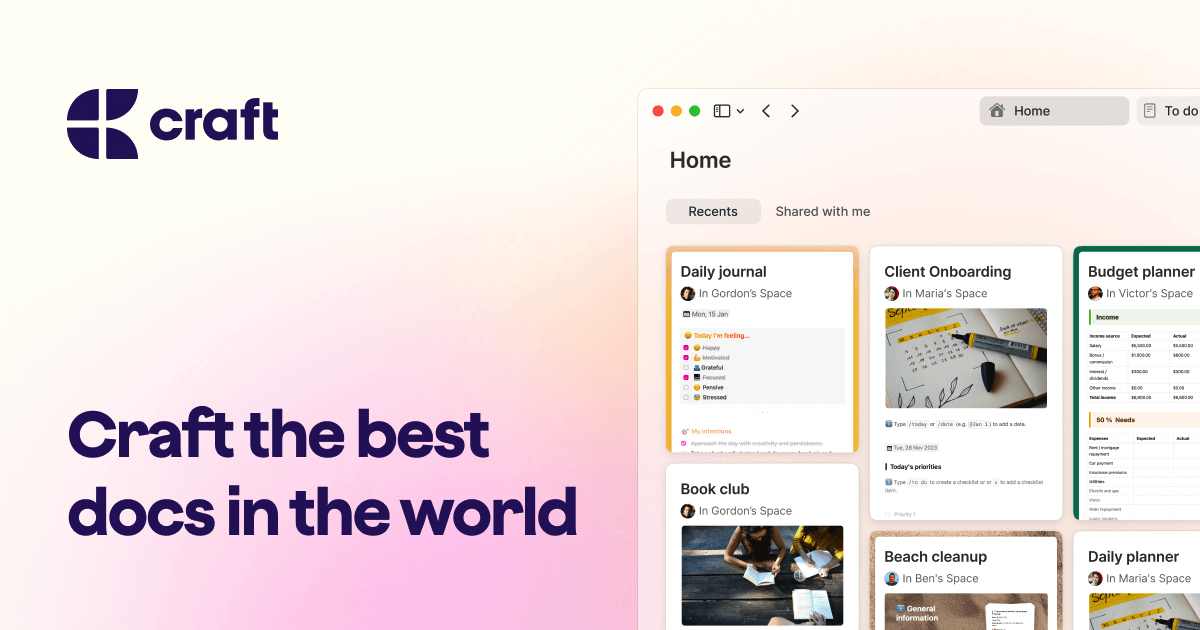 craft
Craft the best
docs in the world
Home
To do
Home
Recents
Shared with me
Daily journal
In Gordon's Space
Mon, 15 Jan
Today I'm feeling...
Happy
Motivated
Grateful
Focused
Pensive
Stressed
My Intentions
Approach the day with creativity and persistence.
Book club
In Gordon's Space
Client Onboarding
In Maria's Space
Type /today or /date (e.g. @Jan 1) to add a date.
Tue, 28 Nov 2023
Today's priorities
Type /to do to create a checklist or or x to add a checklist
item.
Priority 1
Beach cleanup
In Ben's Space
General
information
Budget planner
In Victor's Space
Income
Income source Expected Actual
Salary $5,500.00 $5,500.00
Bonus / $1,000.00 $800.00
commission
Interest / $300.00 $300.00
dividends
Other income $0.00 $0.00
Total income $6,800.00 $6,600.00
50 % Needs
Expenses Expected Actual
Rent | mortgage
repayment
Car payment
Insurance premiums
Utilities
Electric and gas
Water
Debt repayment
Daily planner
In Maria's Space